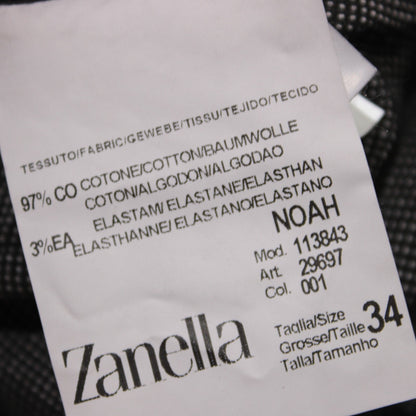 TESSUTO/FABRIC/GEWEBE/TISSU/TEJIDO/TECIDO
97% CO COTONE/COTTON/BAUMWOLLE
COTON/ALGODON/ALGODAO
3%EA ELASTAM/ ELASTANE/ELASTHAN
ELASTHANNE/ ELASTANO/ELASTANO
NOAH
Mod. 113843
Art. 29697
Col. 001
Zanella
Taglia/Size
Grosse/Taille 34
Talla/Tamanho